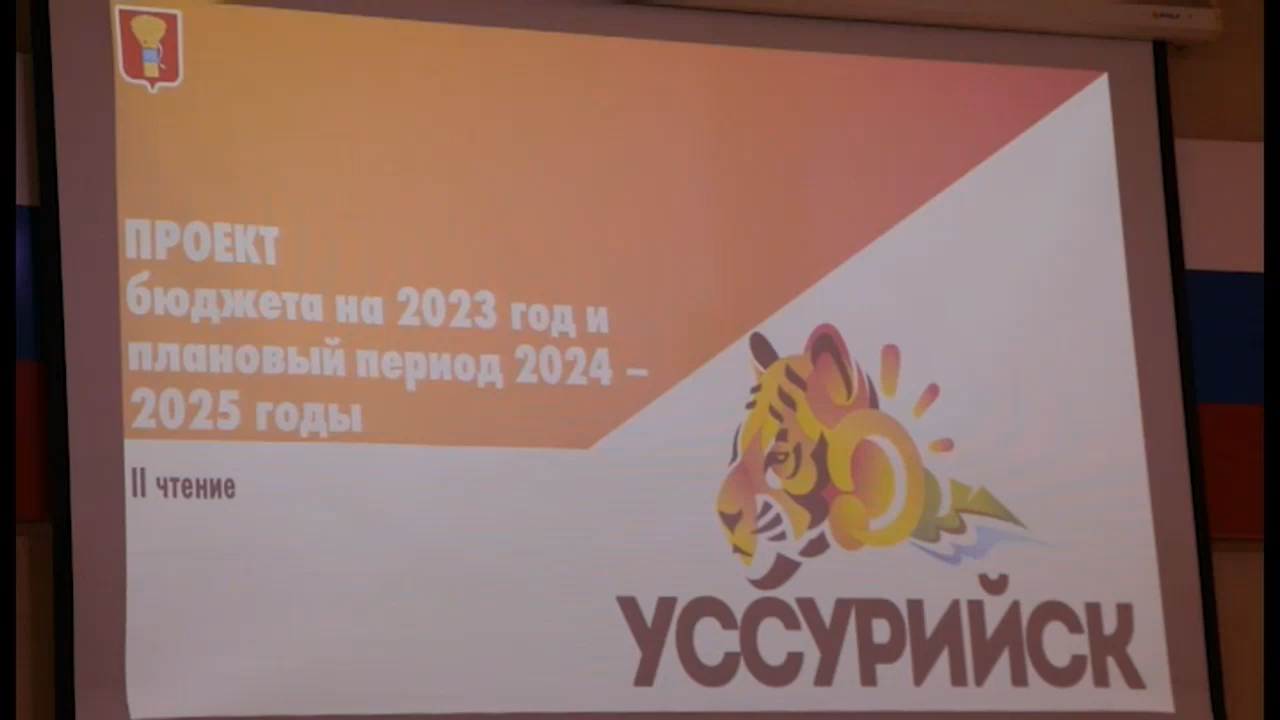 ПРОЕКТ
бюджета на 2023 год и
плановый период 2024 –
2025 годы
II чтение
УССУРИЙСК